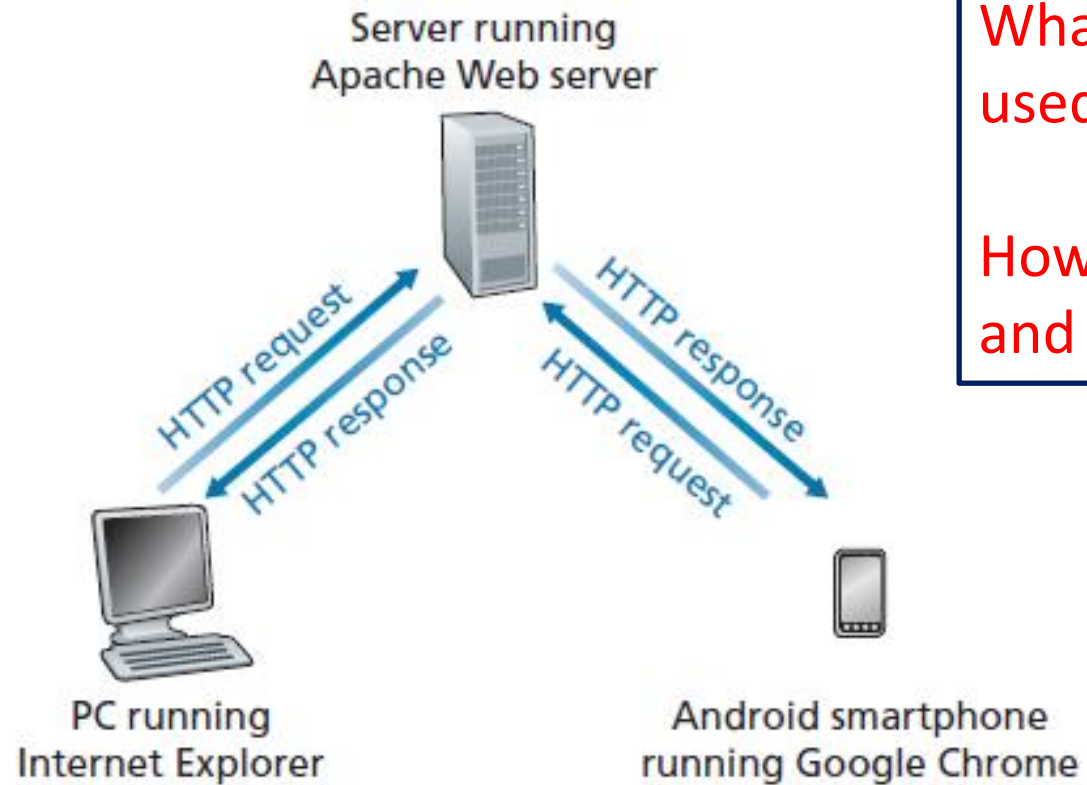 Server running
Apache Web server
What
used
How
and
HTTP request
HTTP response
HTTP response
HTTP request
PC running
Internet Explorer
Android smartphone
running Google Chrome